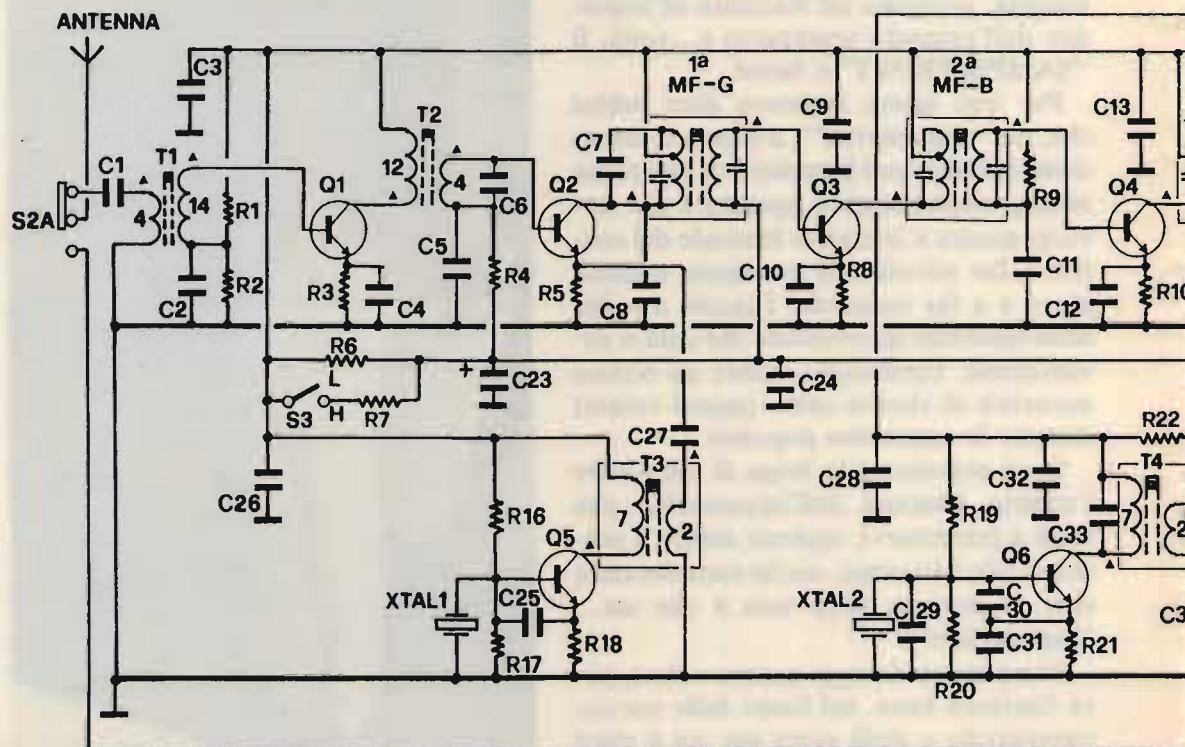 ANTENNA
C3
1ª
MF-G
2ª
MF-B
C1
T1
T2
C7
C9
C13
12
4
14
4
R1
Q1
C6
Q2
Q3
R9
Q4
S2A
C5
R4
C2
R2
R3
C4
R5
C8
C10
R8
C11
C12
R10
R6
L
+
C23
C24
S3
H
R7
C27
R22
C26
T3
C28
C32
T4
R16
7
2
R19
C33
7
2
Q5
Q6
XTAL1
C25
XTAL2
C29
C
30
R17
R18
C31
R21
R20